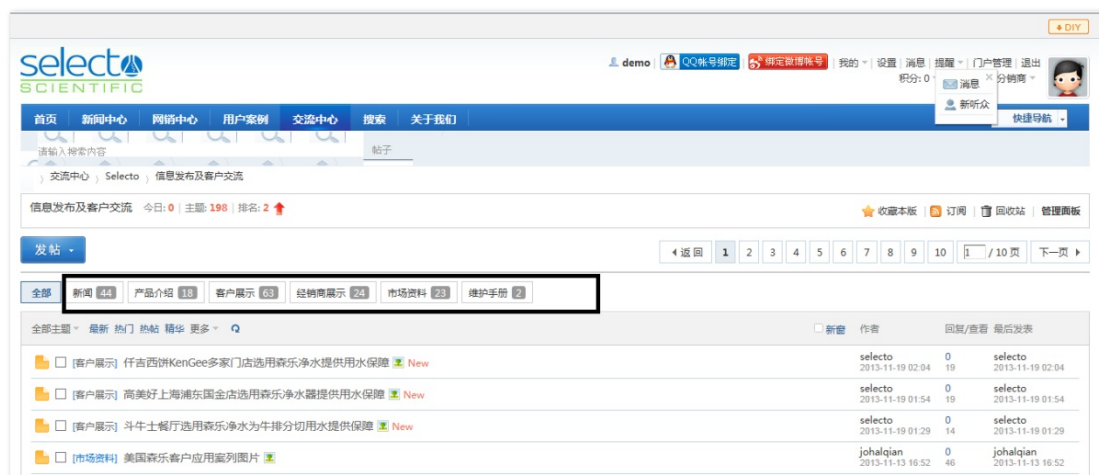 DIY
selecto
SCIENTIFIC
demo QQ帐号绑定 绑定微博帐号 我的 设置 消息 提醒 门户管理 退出
积分: 0 分销商
消息
新听众
首页 新闻中心 网销中心 用户案例 交流中心 搜索 关于我们 快捷导航
请输入搜索内容 帖子
交流中心 Selecto 信息发布及客户交流
信息发布及客户交流 今日: 0 主题: 198 排名: 2 收藏本版 订阅 回收站 管理面板
发帖 返回 1 2 3 4 5 6 7 8 9 10 1 / 10 页 下一页
全部 新闻 44 产品介绍 18 客户展示 63 经销商展示 24 市场资料 23 维护手册 2
全部主题 最新 热门 热帖 精华 更多 新窗 作者 回复/查看 最后发表
[客户展示] 仟吉西饼KenGee多家门店选用森乐净水提供用水保障 New selecto 0 selecto
2013-11-19 02:04 19 2013-11-19 02:04
[客户展示] 高美好上海浦东国金店选用森乐净水器提供用水保障 New selecto 0 selecto
2013-11-19 01:54 19 2013-11-19 01:54
[客户展示] 斗牛士餐厅选用森乐净水为牛排分切用水提供保障 New selecto 0 selecto
2013-11-19 01:29 14 2013-11-19 01:29
[市场资料] 美国森乐客户应用案列图片 johalqian 0 johalqian
2013-11-13 16:52 46 2013-11-13 16:52